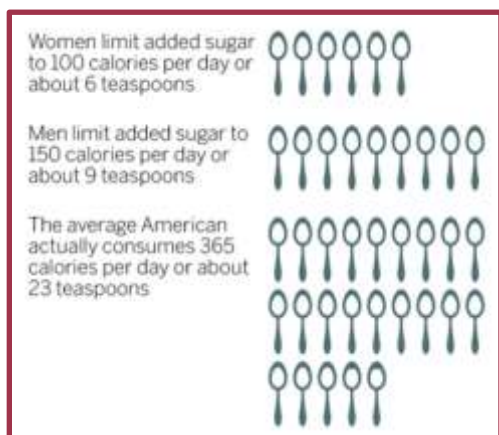 Women limit added sugar
to 100 calories per day or
about 6 teaspoons
Men limit added sugar to
150 calories per day or
about 9 teaspoons
The average American
actually consumes 365
calories per day or about
23 teaspoons